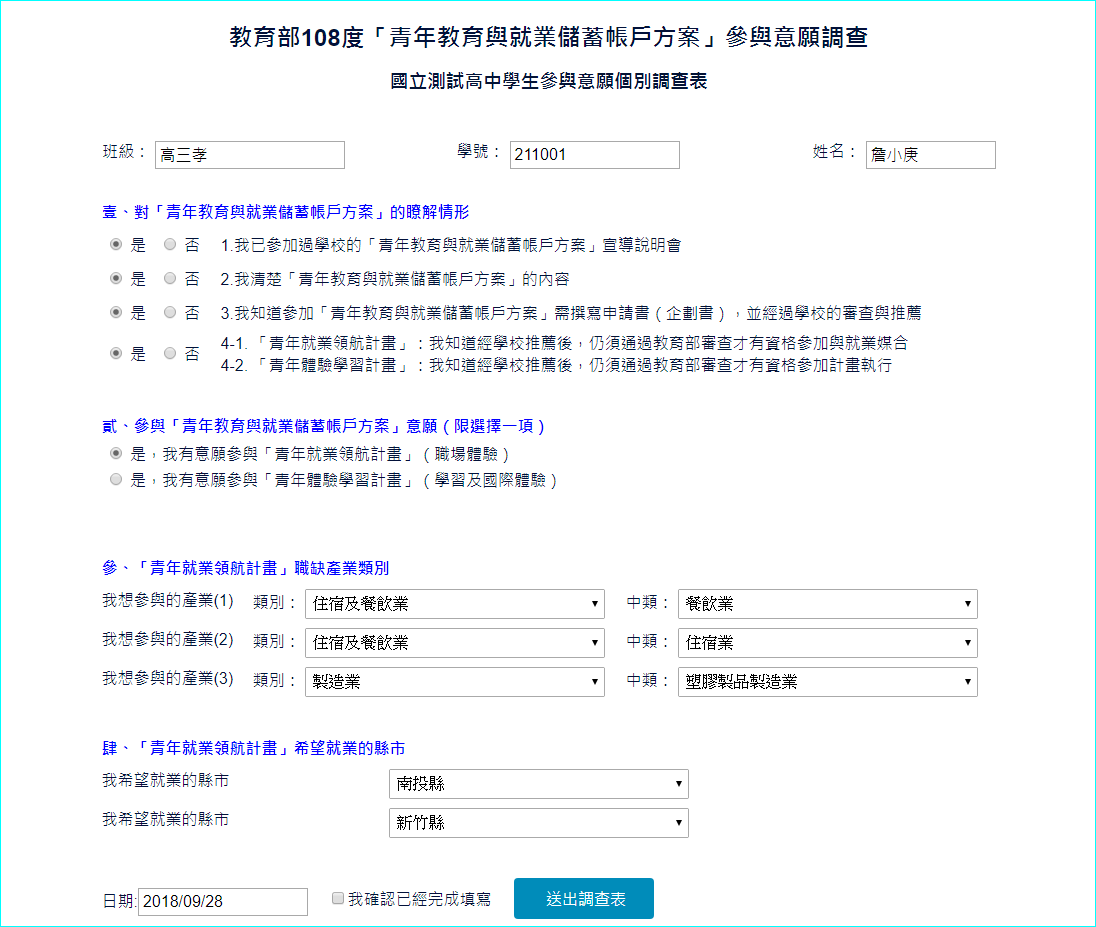 教育部108度「青年教育與就業儲蓄帳戶方案」參與意願調查
國立測試高中學生參與意願個別調查表
班級： 高三孝 學號： 211001 姓名： 詹小庚
壹、對「青年教育與就業儲蓄帳戶方案」的瞭解情形
是 否 1.我已參加過學校的「青年教育與就業儲蓄帳戶方案」宣導說明會
是 否 2.我清楚「青年教育與就業儲蓄帳戶方案」的內容
是 否 3.我知道參加「青年教育與就業儲蓄帳戶方案」需撰寫申請書（企劃書），並經過學校的審查與推薦
是 否 4-1. 「青年就業領航計畫」：我知道經學校推薦後，仍須通過教育部審查才有資格參加與就業媒合
4-2. 「青年體驗學習計畫」：我知道經學校推薦後，仍須通過教育部審查才有資格參加計畫執行
貳、參與「青年教育與就業儲蓄帳戶方案」意願（限選擇一項）
是，我有意願參與「青年就業領航計畫」（職場體驗）
是，我有意願參與「青年體驗學習計畫」（學習及國際體驗）
參、「青年就業領航計畫」職缺產業類別
我想參與的產業(1) 類別： 住宿及餐飲業 中類： 餐飲業
我想參與的產業(2) 類別： 住宿及餐飲業 中類： 住宿業
我想參與的產業(3) 類別： 製造業 中類： 塑膠製品製造業
肆、「青年就業領航計畫」希望就業的縣市
我希望就業的縣市 南投縣
我希望就業的縣市 新竹縣
日期: 2018/09/28 我確認已經完成填寫 送出調查表